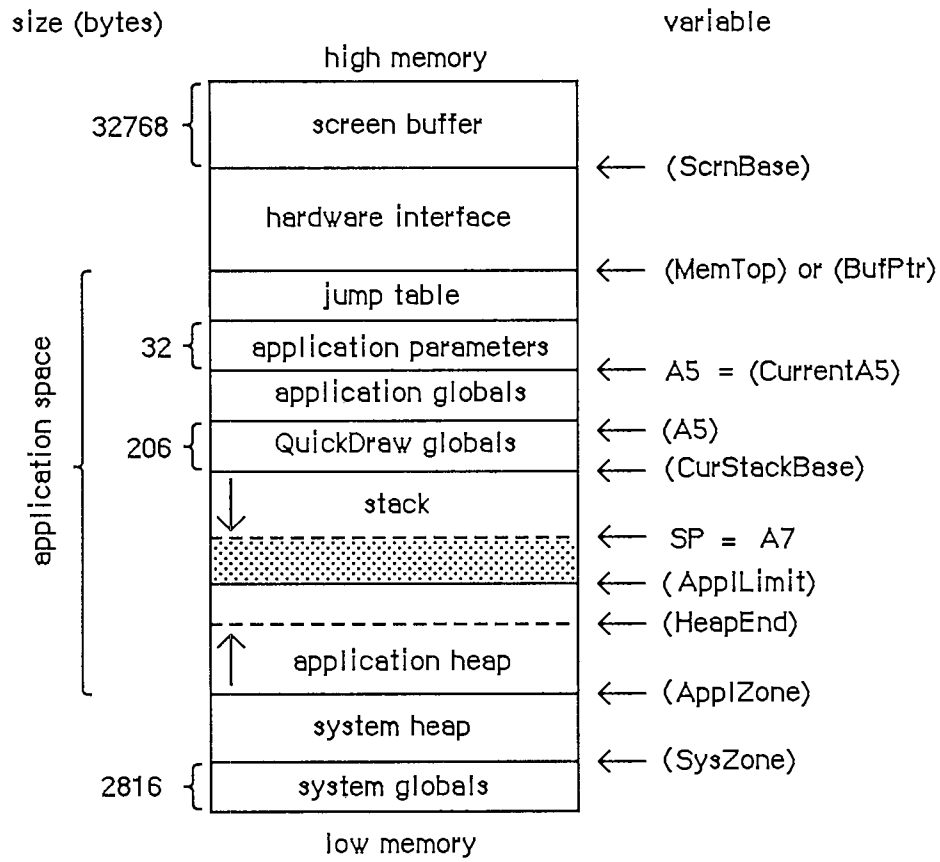 size (bytes)
variable
high memory
32768
screen buffer
(ScrnBase)
hardware interface
(MemTop) or (BufPtr)
jump table
32
application parameters
A5 = (CurrentA5)
application globals
(A5)
206
QuickDraw globals
(CurStackBase)
stack
SP = A7
(ApplLimit)
(HeapEnd)
application heap
(ApplZone)
application space
system heap
(SysZone)
2816
system globals
low memory